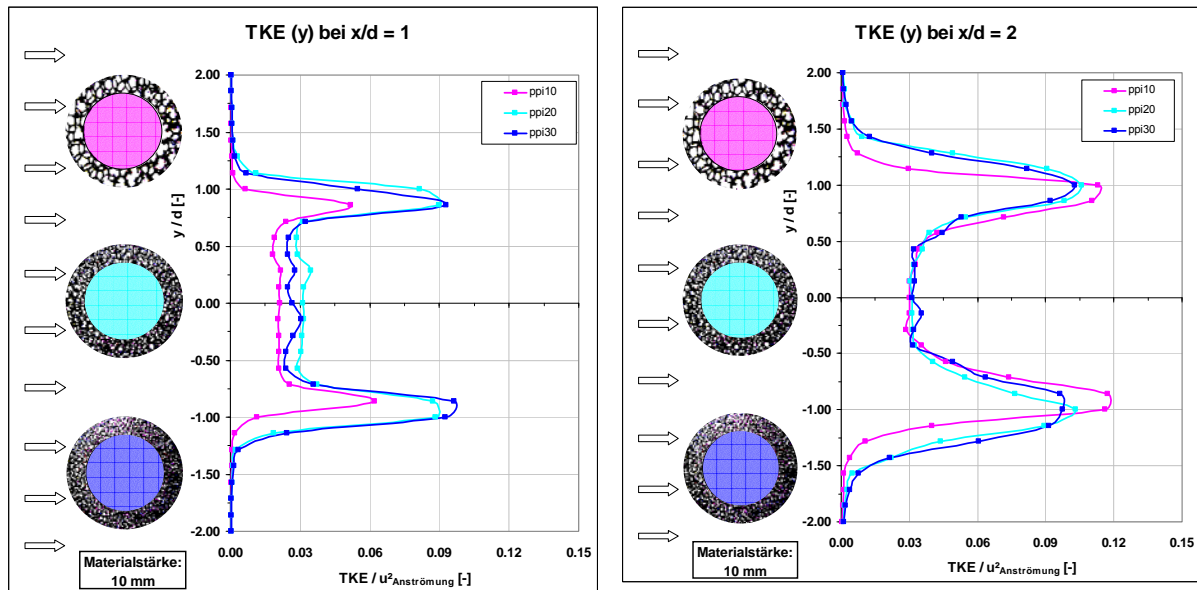 TKE (y) bei x/d = 1
2.00
1.50
1.00
0.50
0.00
-0.50
-1.00
-1.50
-2.00
y / d [-]
ppi10
ppi20
ppi30
0.00
0.03
0.06
0.09
0.12
0.15
TKE / u²Anströmung [-]
Materialstärke:
10 mm
TKE (y) bei x/d = 2
2.00
1.50
1.00
0.50
0.00
-0.50
-1.00
-1.50
-2.00
y / d [-]
ppi10
ppi20
ppi30
0.00
0.03
0.06
0.09
0.12
0.15
TKE / u²Anströmung [-]
Materialstärke:
10 mm